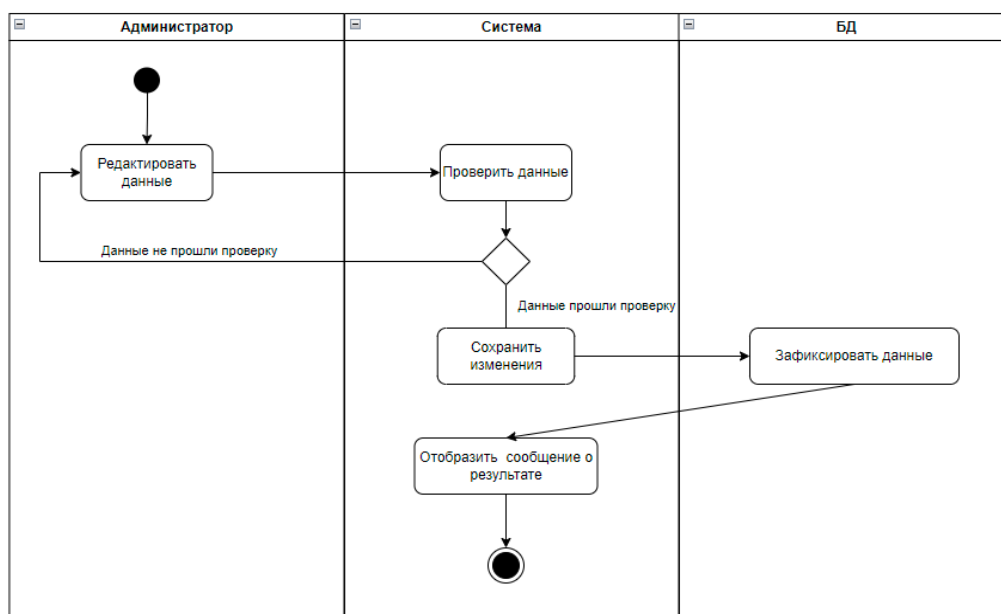 Администратор
Система
БД
Редактировать
данные
Проверить данные
Данные не прошли проверку
Данные прошли проверку
Сохранить
изменения
Зафиксировать данные
Отобразить сообщение о
результате